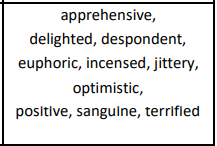 apprehensive,
delighted, despondent,
euphoric, incensed, jittery,
optimistic,
positive, sanguine, terrified